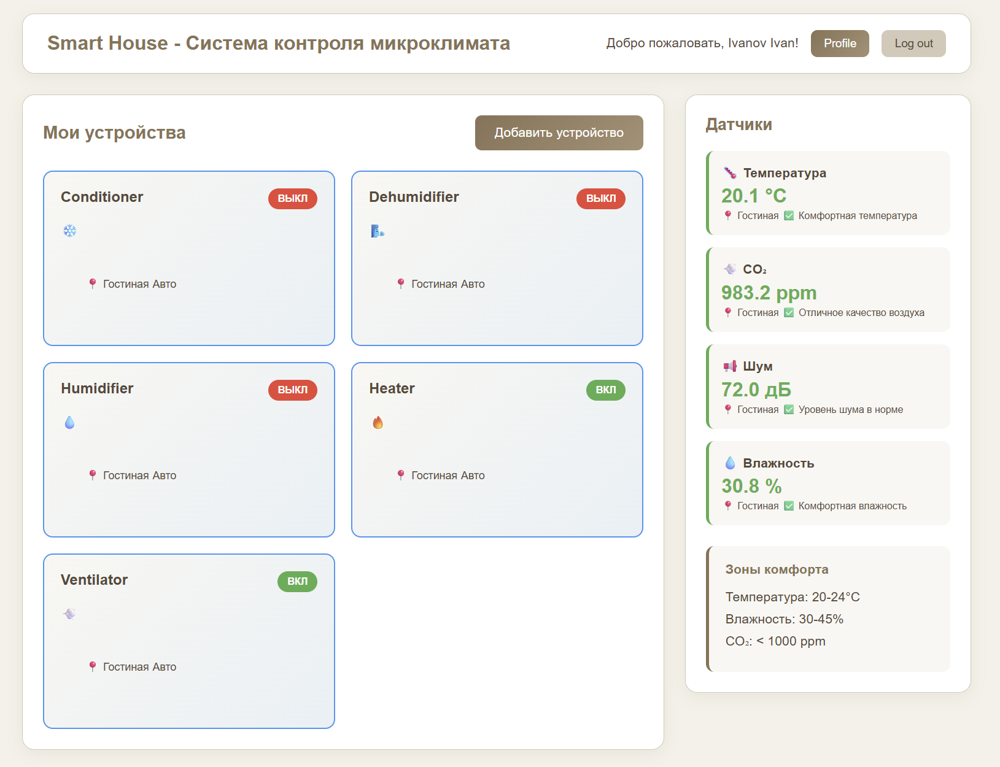 Smart House - Система контроля микроклимата
Добро пожаловать, Ivanov Ivan!
Profile
Log out
Мои устройства
Добавить устройство
Conditioner
ВЫКЛ
Гостиная Авто
Dehumidifier
ВЫКЛ
Гостиная Авто
Humidifier
ВЫКЛ
Гостиная Авто
Heater
ВКЛ
Гостиная Авто
Ventilator
ВКЛ
Гостиная Авто
Датчики
Температура
20.1 °C
Гостиная ✅ Комфортная температура
CO₂
983.2 ppm
Гостиная ✅ Отличное качество воздуха
Шум
72.0 дБ
Гостиная ✅ Уровень шума в норме
Влажность
30.8 %
Гостиная ✅ Комфортная влажность
Зоны комфорта
Температура: 20-24°C
Влажность: 30-45%
CO₂: < 1000 ppm